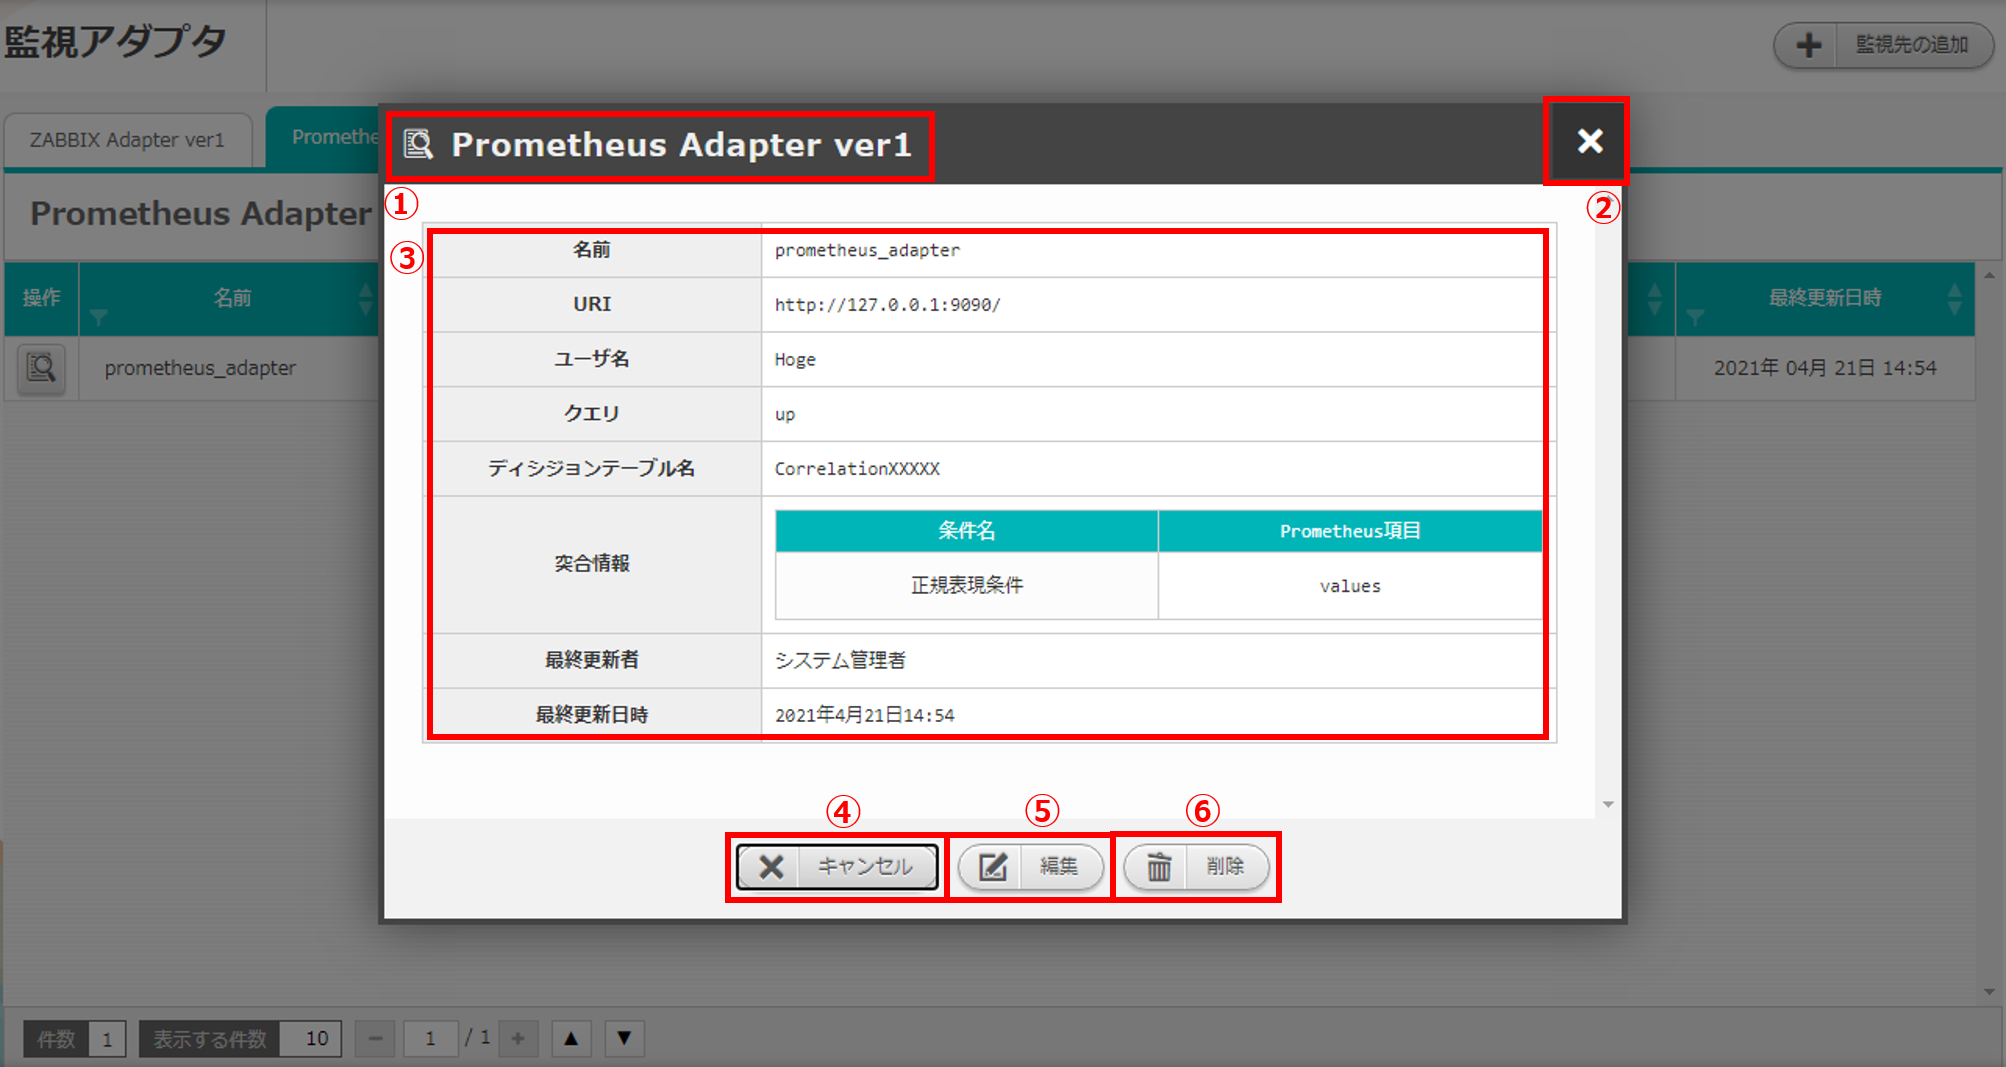 監視アダプタ
監視先の追加
ZABBIX Adapter ver1
Promethe
Prometheus Adapter
操作
名前
最終更新日時
prometheus_adapter
2021年 04月 21日 14:54
Prometheus Adapter ver1
①
②
③
名前
prometheus_adapter
URI
http://127.0.0.1:9090/
ユーザ名
Hoge
クエリ
up
ディシジョンテーブル名
CorrelationXXXXX
突合情報
条件名
Prometheus項目
正規表現条件
values
最終更新者
システム管理者
最終更新日時
2021年4月21日14:54
④
⑤
⑥
キャンセル
編集
削除
件数
1
表示する件数
10
1
/ 1